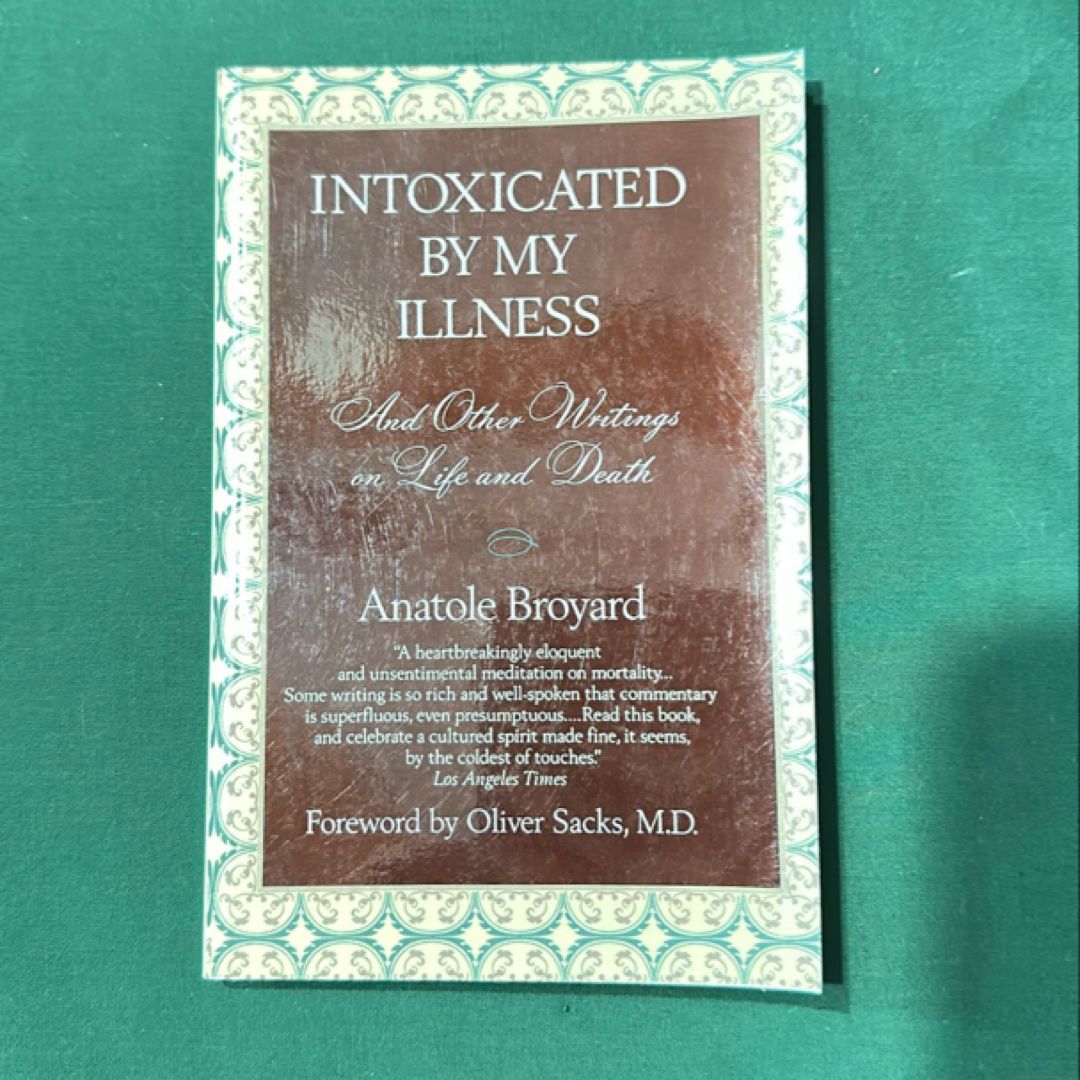 INTOXICATED
BY MY
ILLNESS
And Other Writings
on Life and Death
Anatole Broyard
"A heartbreakingly eloquent
and unsentimental meditation on mortality...
Some writing is so rich and well-spoken that commentary
is superfluous, even presumptuous....Read this book,
and celebrate a cultured spirit made fine, it seems,
by the coldest of touches."
Los Angeles Times
Foreword by Oliver Sacks, M.D.